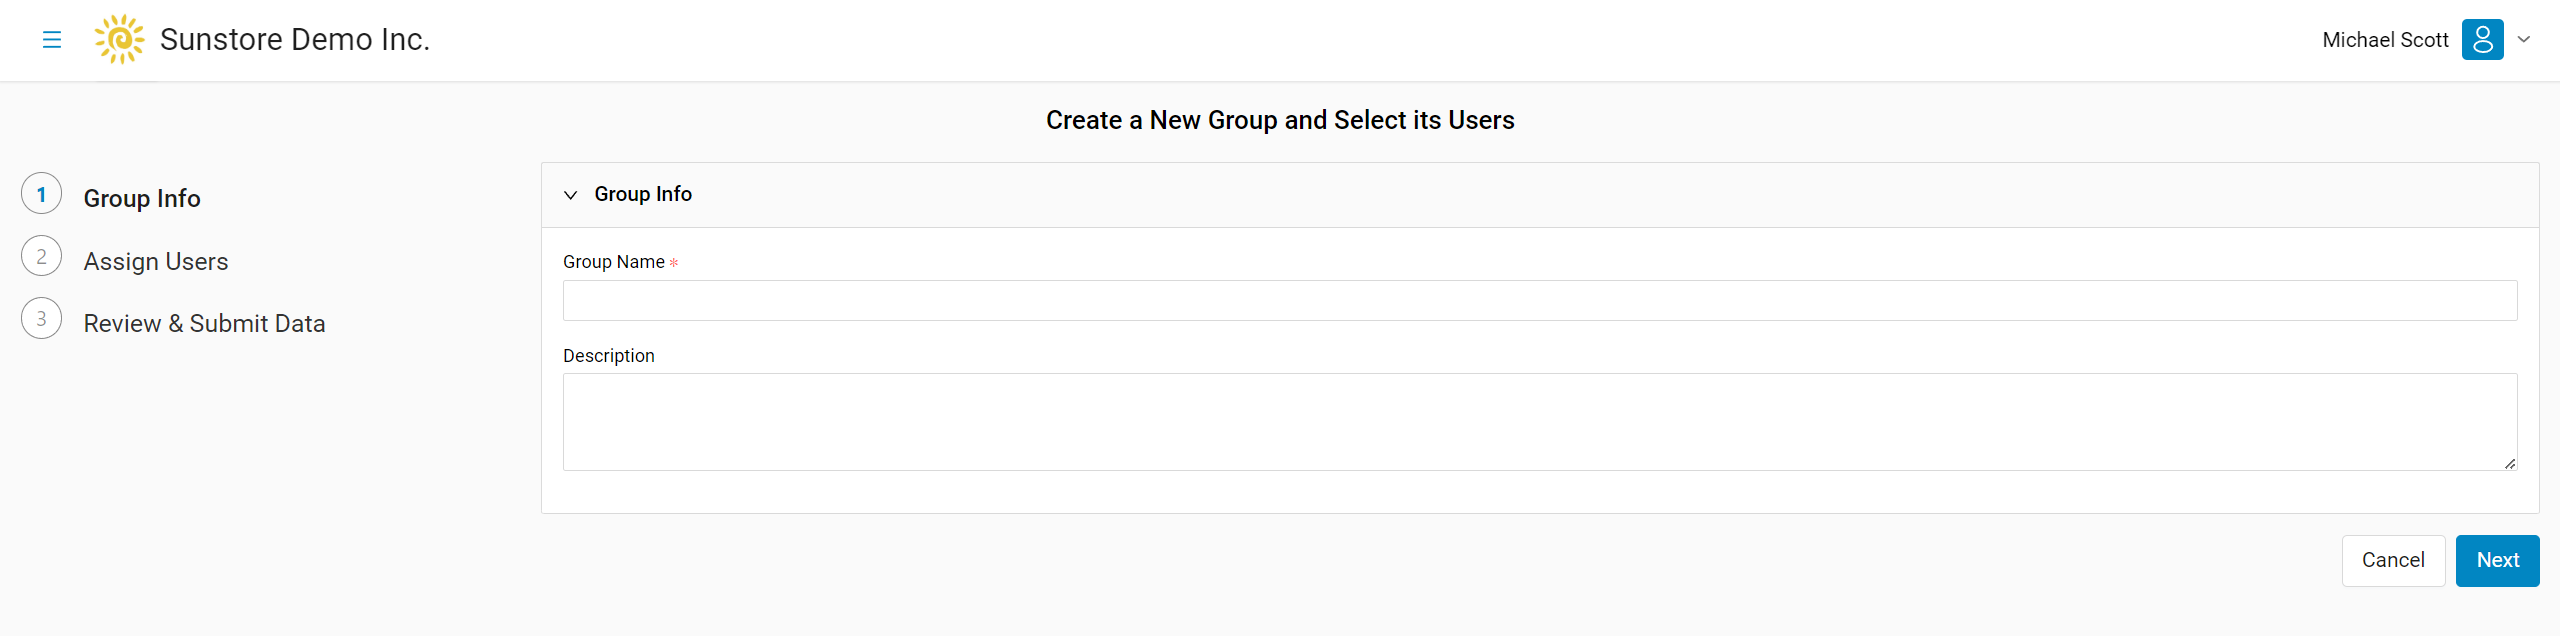 Sunstore Demo Inc.
Michael Scott
Create a New Group and Select its Users
1 Group Info
2 Assign Users
3 Review & Submit Data
Group Info
Group Name *
Description
Cancel Next